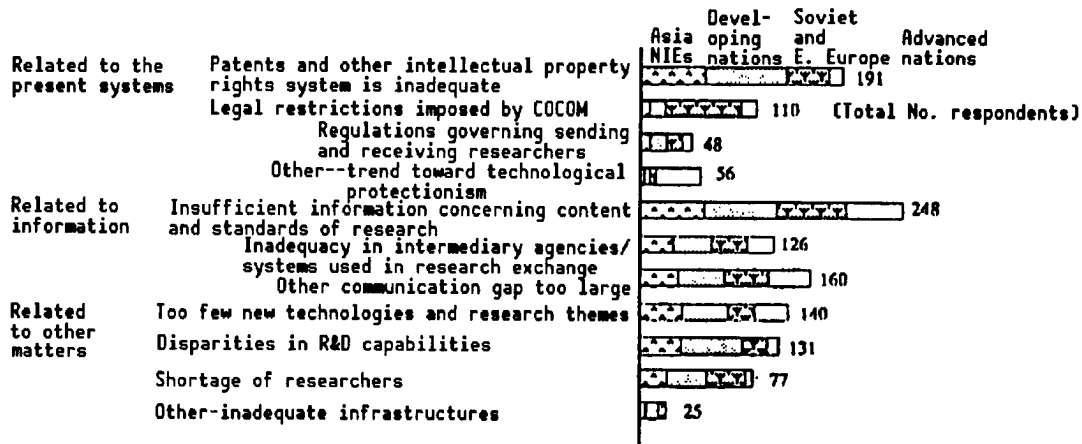 Asia NIEs
Developing nations
Soviet and E. Europe
Advanced nations
Related to the present systems
Patents and other intellectual property
rights system is inadequate
191
Legal restrictions imposed by COCOM
110
(Total No. respondents)
Regulations governing sending
and receiving researchers
48
Other--trend toward technological
protectionism
56
Related to
information
Insufficient information concerning content
and standards of research
248
Inadequacy in intermediary agencies/
systems used in research exchange
126
Other communication gap too large
160
Related
to other
matters
Too few new technologies and research themes
140
Disparities in R&D capabilities
131
Shortage of researchers
77
Other-inadequate infrastructures
25